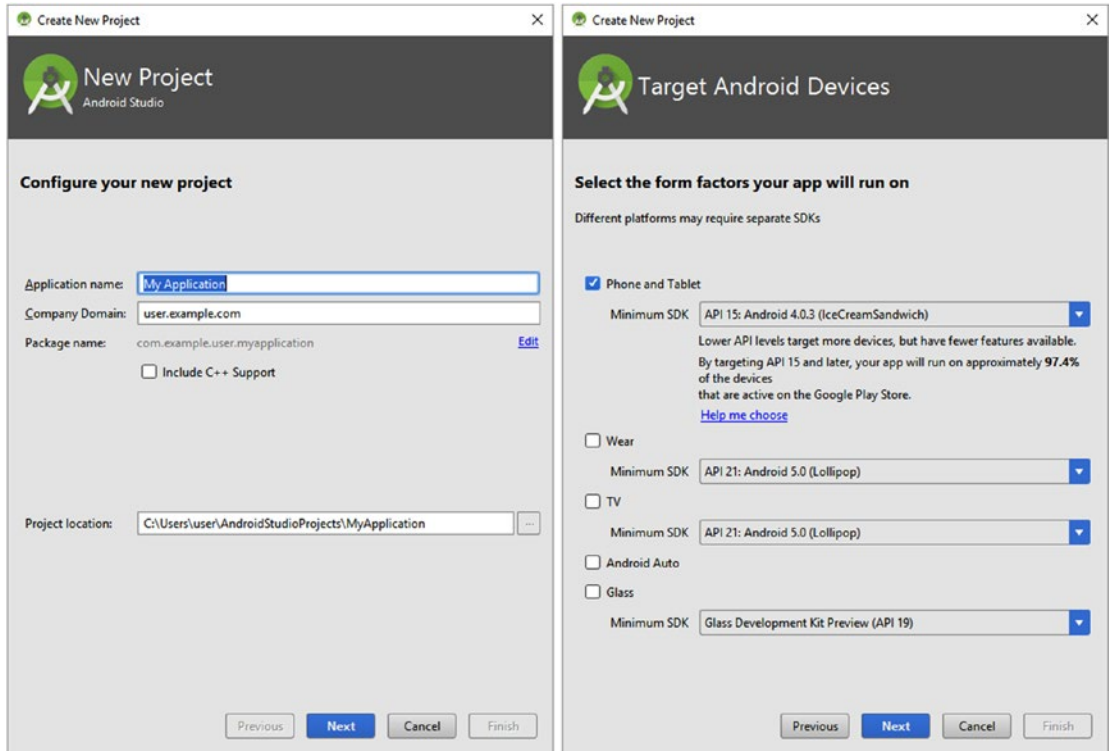 Create New Project
New Project
Android Studio
Configure your new project
Application name: My Application
Company Domain: user.example.com
Package name: com.example.user.myapplication Edit
Include C++ Support
Project location: C:\Users\user\AndroidStudioProjects\MyApplication ...
Previous Next Cancel Finish
Create New Project
Target Android Devices
Select the form factors your app will run on
Different platforms may require separate SDKs
Phone and Tablet
Minimum SDK API 15: Android 4.0.3 (IceCreamSandwich)
Lower API levels target more devices, but have fewer features available.
By targeting API 15 and later, your app will run on approximately 97.4%
of the devices
that are active on the Google Play Store.
Help me choose
Wear
Minimum SDK API 21: Android 5.0 (Lollipop)
TV
Minimum SDK API 21: Android 5.0 (Lollipop)
Android Auto
Glass
Minimum SDK Glass Development Kit Preview (API 19)
Previous Next Cancel Finish